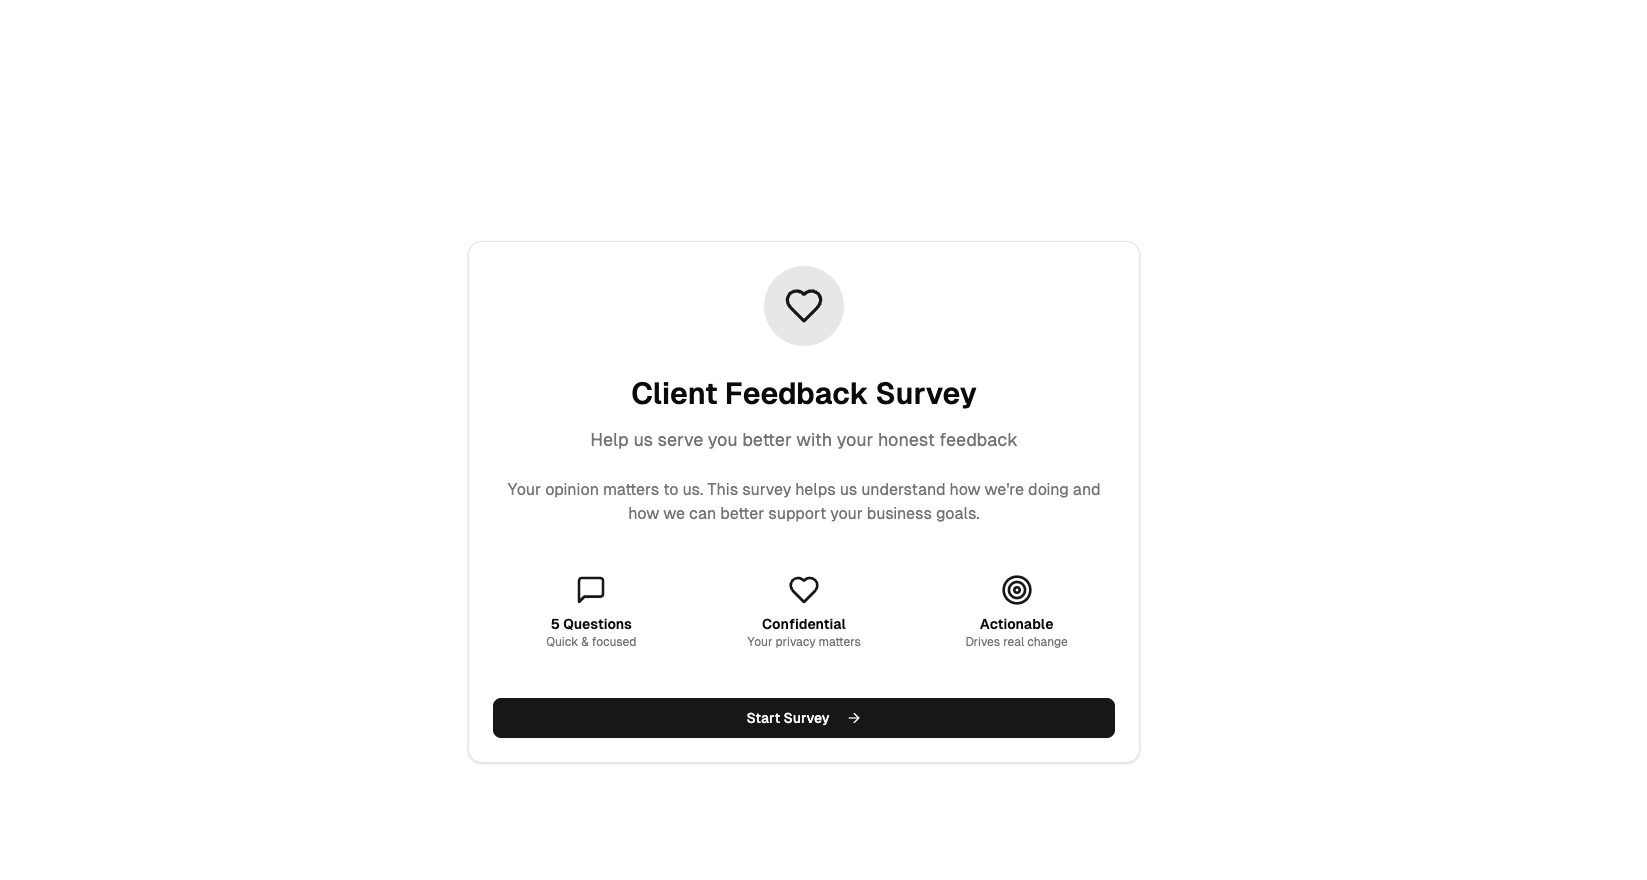 Client Feedback Survey
Help us serve you better with your honest feedback
Your opinion matters to us. This survey helps us understand how we're doing and
how we can better support your business goals.
5 Questions
Quick & focused
Confidential
Your privacy matters
Actionable
Drives real change
Start Survey